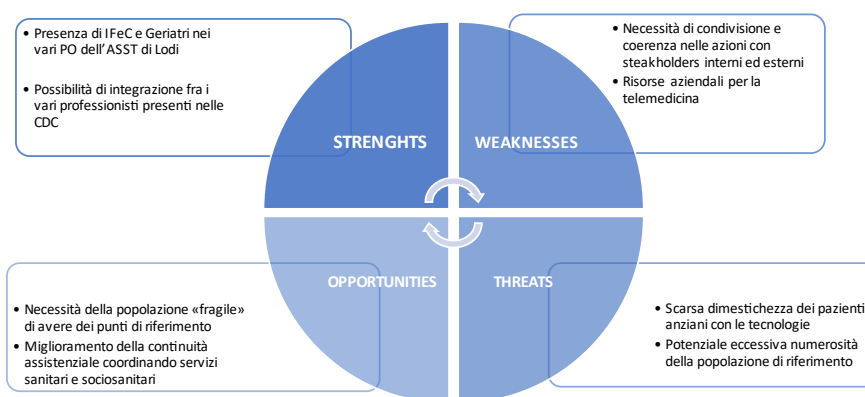 • Presenza di IFeC e Geriatri nei
vari PO dell'ASST di Lodi
• Possibilità di integrazione fra i
vari professionisti presenti nelle
CDC
• Necessità di condivisione e
coerenza nelle azioni con
steakholders interni ed esterni
• Risorse aziendali per la
telemedicina
STRENGHTS
WEAKNESSES
OPPORTUNITIES
THREATS
• Necessità della popolazione «fragile»
di avere dei punti di riferimento
• Miglioramento della continuità
assistenziale coordinando servizi
sanitari e sociosanitari
• Scarsa dimestichezza dei pazienti
anziani con le tecnologie
• Potenziale eccessiva numerosità
della popolazione di riferimento